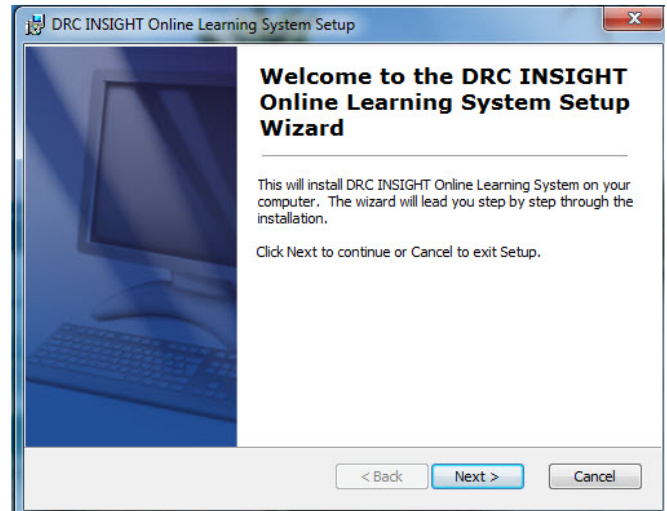 DRC INSIGHT Online Learning System Setup
Welcome to the DRC INSIGHT
Online Learning System Setup
Wizard
This will install DRC INSIGHT Online Learning System on your
computer. The wizard will lead you step by step through the
installation.
Click Next to continue or Cancel to exit Setup.
< Back
Next >
Cancel